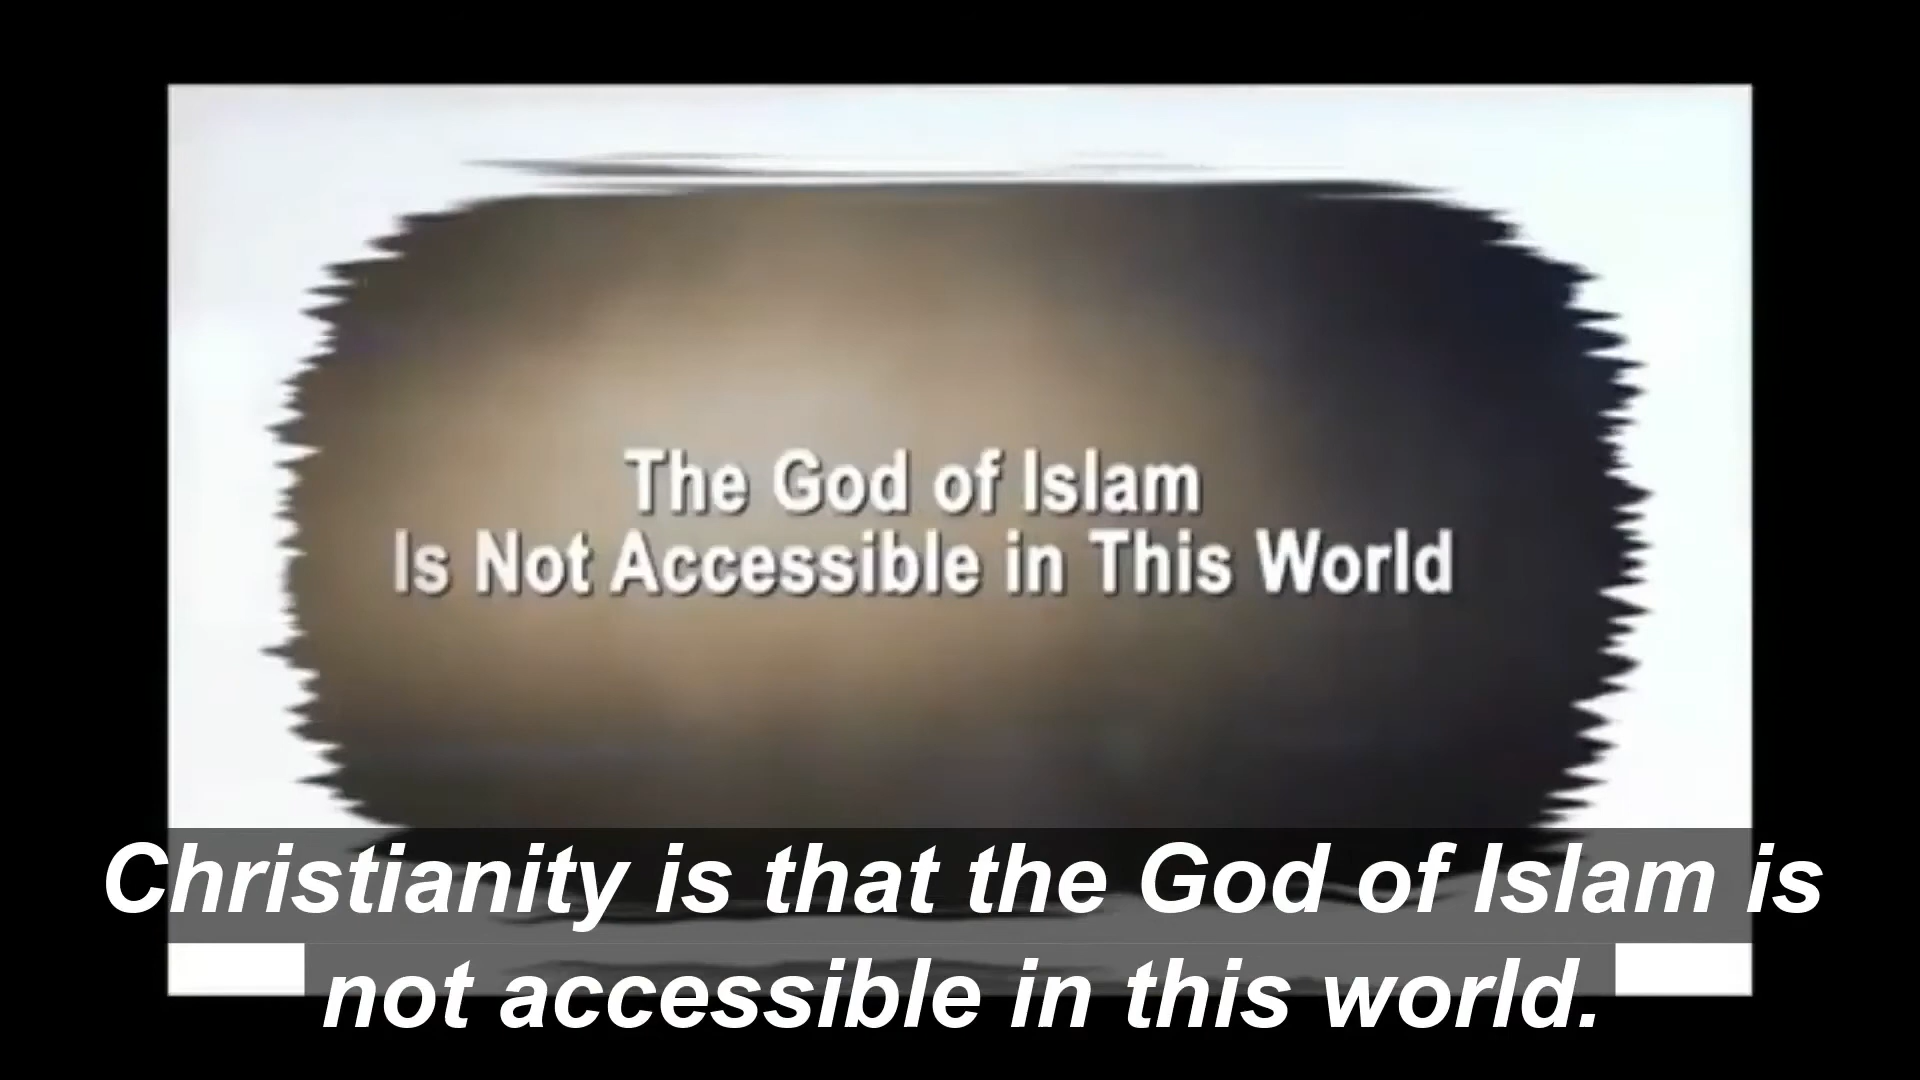 The God of Islam
Is Not Accessible in This World
Christianity is that the God of Islam is
not accessible in this world.